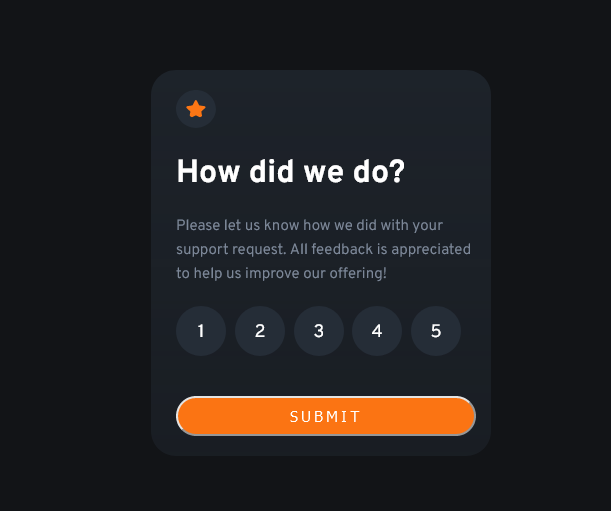 How did we do?
Please let us know how we did with your
support request. All feedback is appreciated
to help us improve our offering!
1 2 3 4 5
SUBMIT